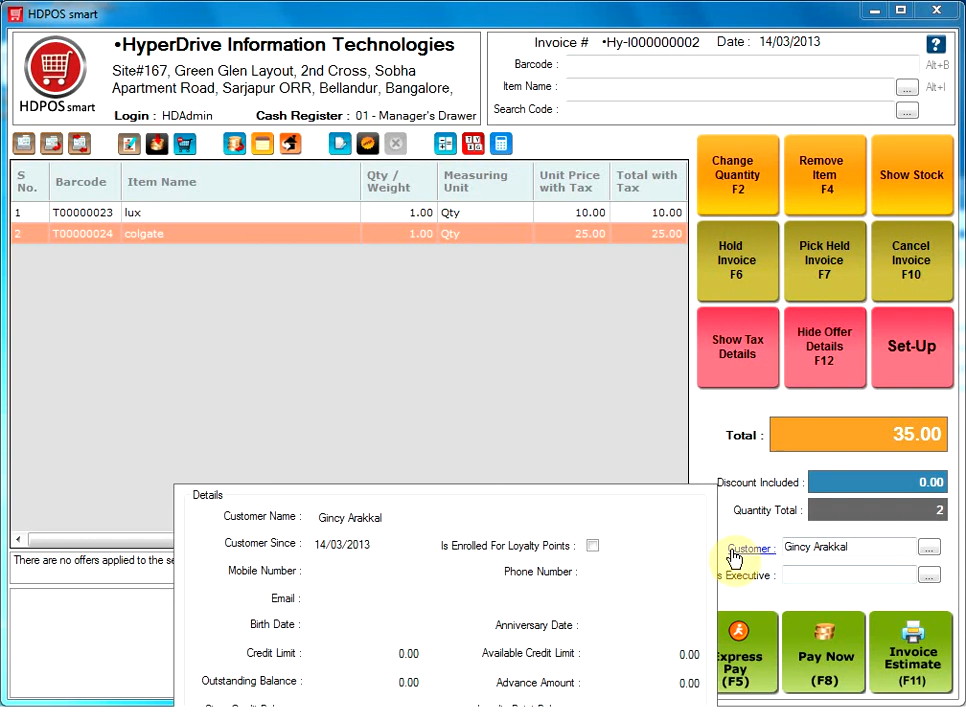 HDPOS smart
•HyperDrive Information Technologies
Site#167, Green Glen Layout, 2nd Cross, Sobha
Apartment Road, Sarjapur ORR, Bellandur, Bangalore,
HDPOS smart
Login : HDAdmin Cash Register : 01 - Manager's Drawer
Invoice # •Hy-I000000002 Date : 14/03/2013
?
Barcode : Alt+B
Item Name : ... Alt+I
Search Code : ...
S No. Barcode Item Name Qty / Weight Measuring Unit Unit Price with Tax Total with Tax
1 T00000023 lux 1.00 Qty 10.00 10.00
2 T00000024 colgate 1.00 Qty 25.00 25.00
Change Quantity F2
Remove Item F4
Show Stock
Hold Invoice F6
Pick Held Invoice F7
Cancel Invoice F10
Show Tax Details
Hide Offer Details F12
Set-Up
Total : 35.00
Discount Included : 0.00
Quantity Total : 2
Customer : Gincy Arakkal ...
s Executive : ...
There are no offers applied to the se
Details
Customer Name : Gincy Arakkal
Customer Since : 14/03/2013 Is Enrolled For Loyalty Points :
Mobile Number : Phone Number :
Email :
Birth Date : Anniversary Date :
Credit Limit : 0.00 Available Credit Limit : 0.00
Outstanding Balance : 0.00 Advance Amount : 0.00
Express Pay (F5)
Pay Now (F8)
Invoice Estimate (F11)